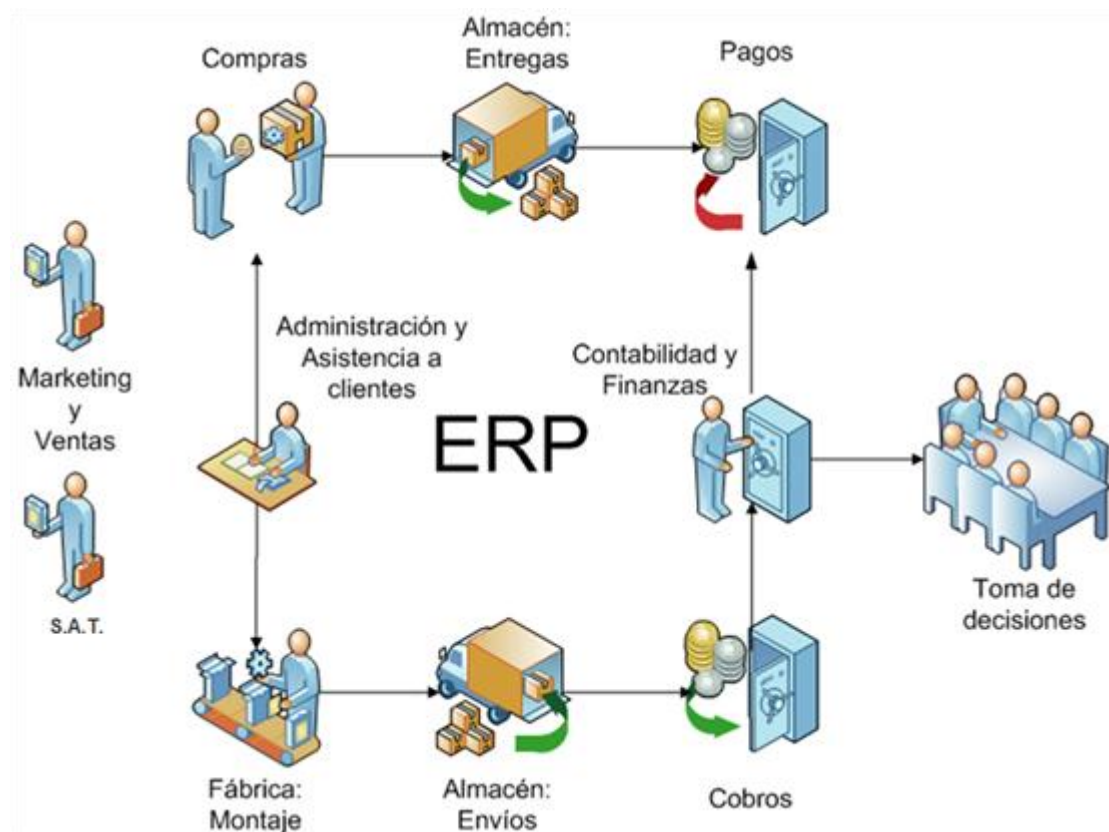 Compras
Almacén:
Entregas
Pagos
Marketing
y
Ventas
Administración y
Asistencia a
clientes
ERP
Contabilidad y
Finanzas
S.A.T.
Toma de
decisiones
Fábrica:
Montaje
Almacén:
Envíos
Cobros